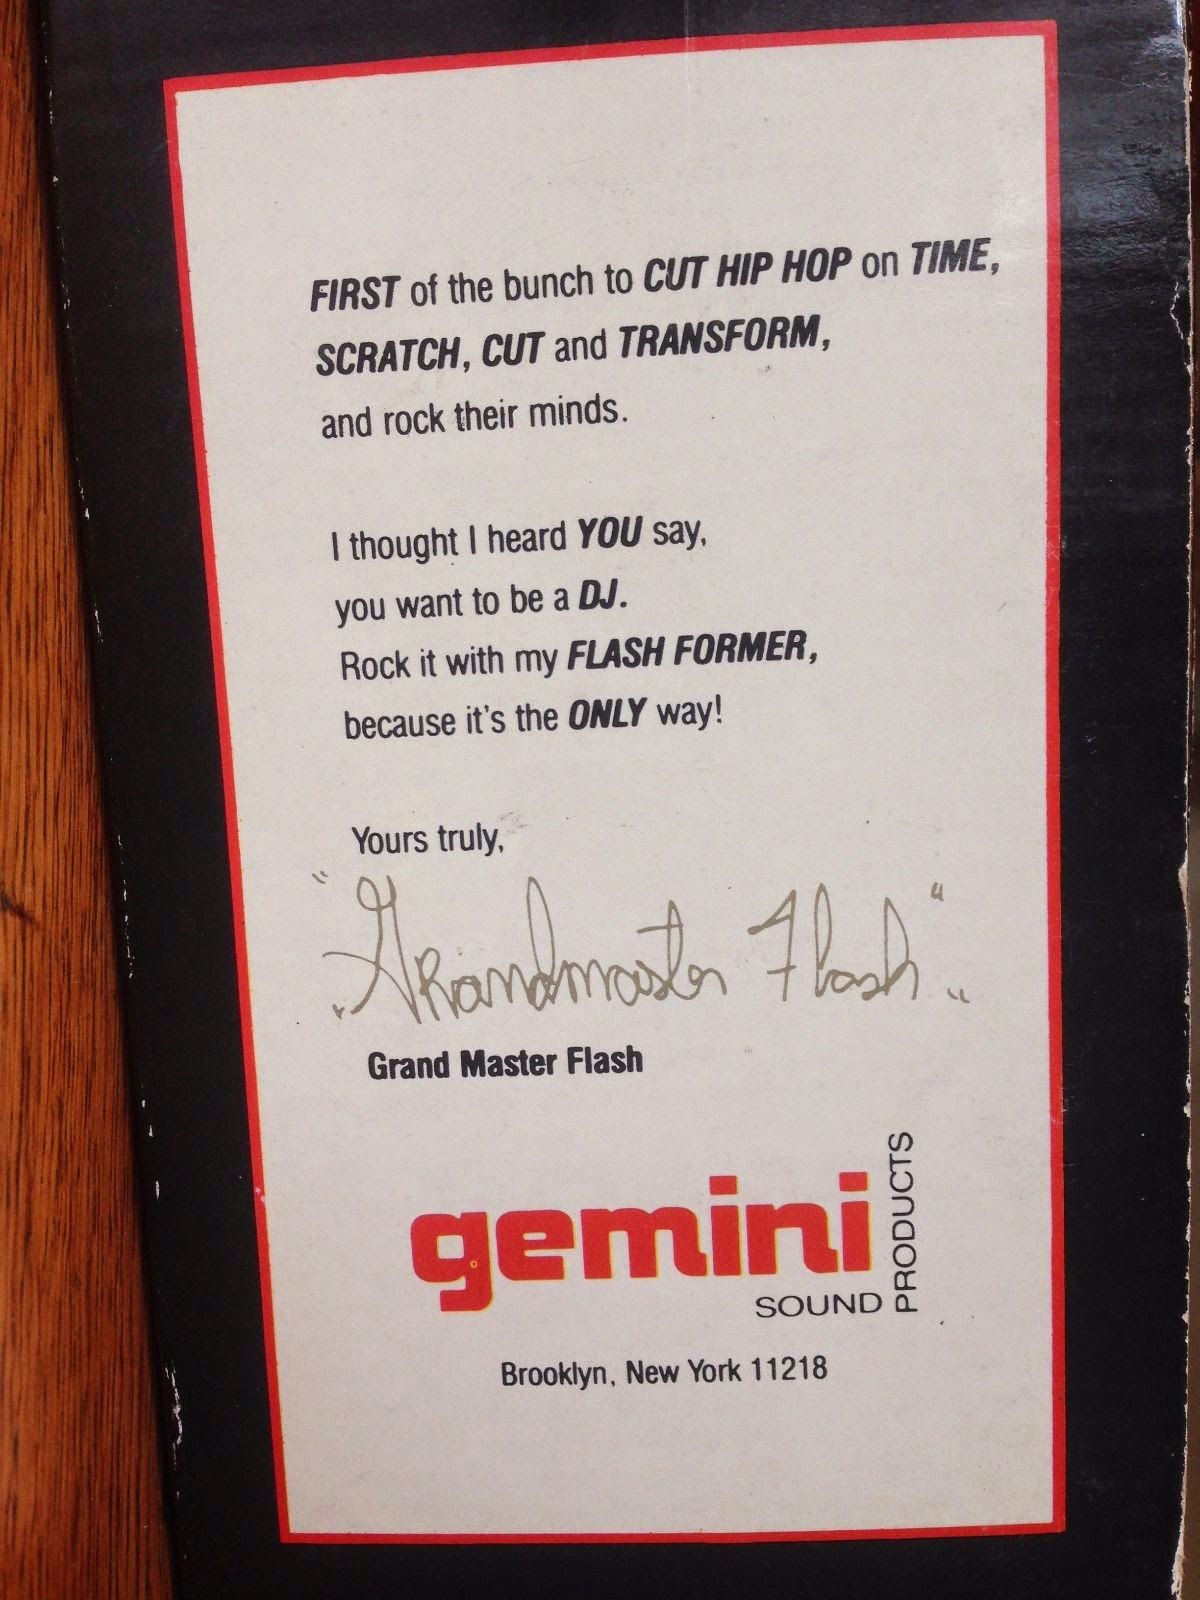 FIRST of the bunch to CUT HIP HOP on TIME,
SCRATCH, CUT and TRANSFORM,
and rock their minds.
I thought I heard YOU say,
you want to be a DJ.
Rock it with my FLASH FORMER,
because it's the ONLY way!
Yours truly,
"Grandmaster Flash"
Grand Master Flash
gemini
SOUND PRODUCTS
Brooklyn, New York 11218